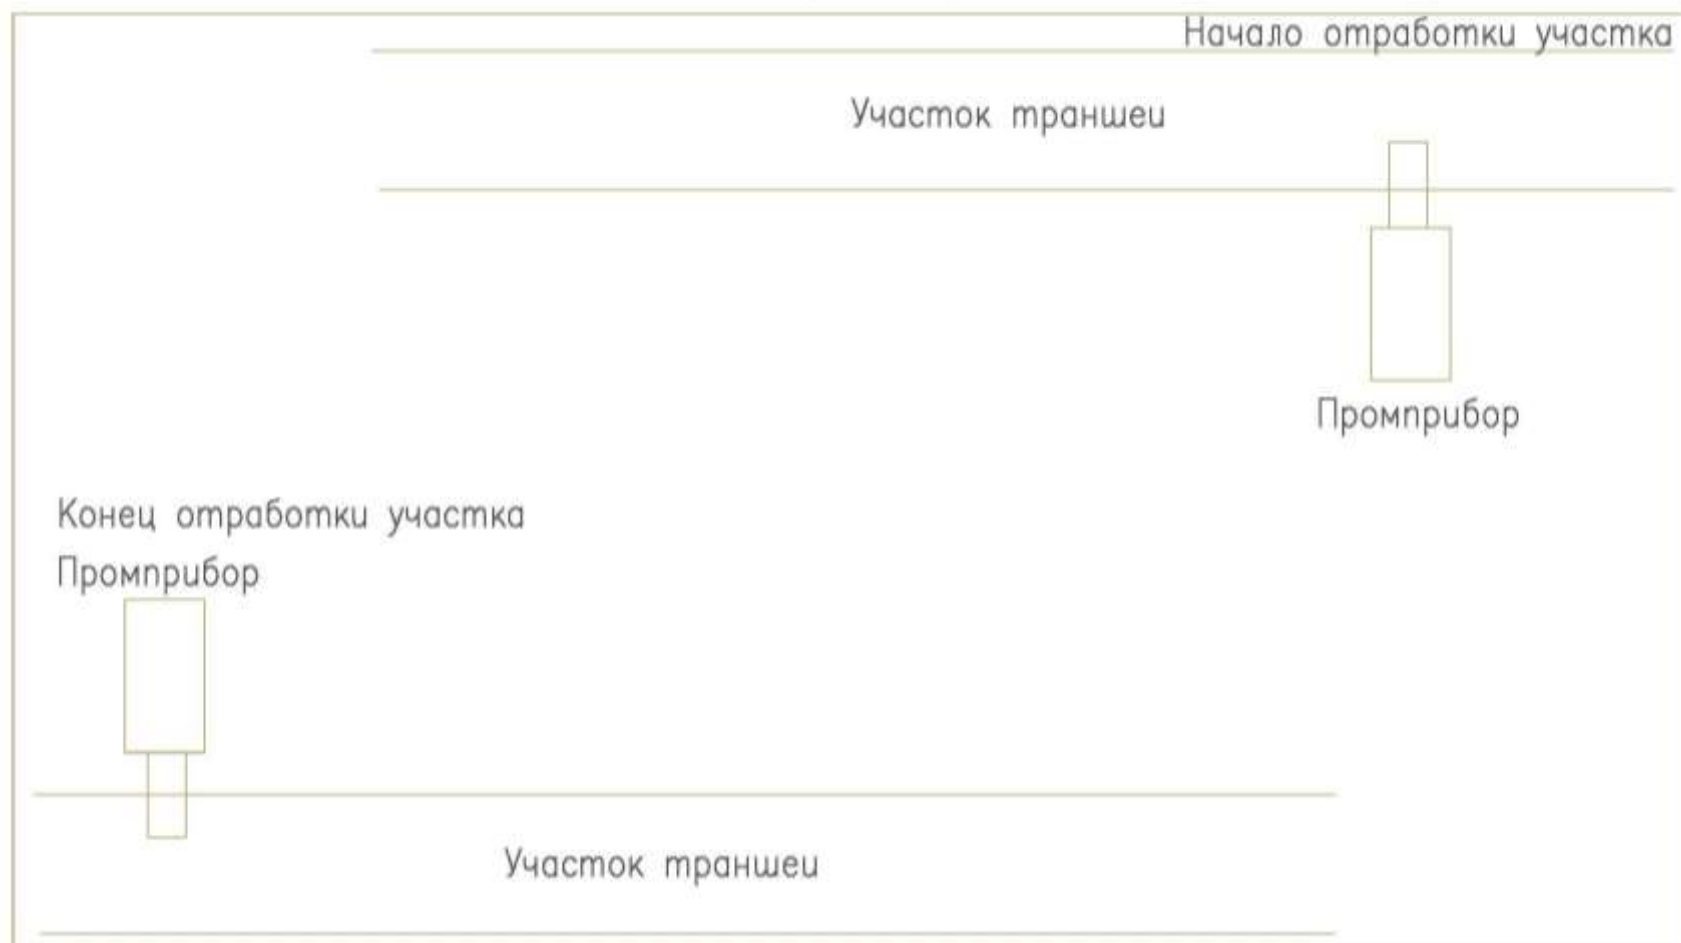 Начало отработки участка
Участок траншеи
Промприбор
Конец отработки участка
Промприбор
Участок траншеи